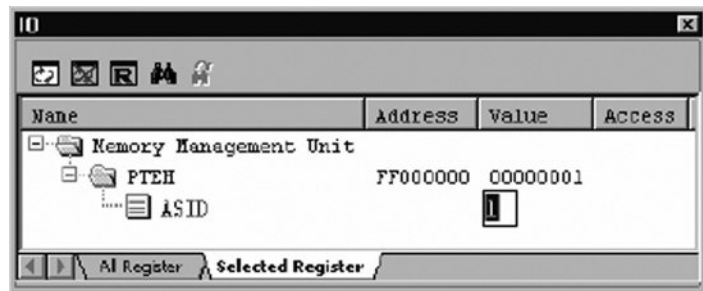 IO
R
Name Address Value Access
Memory Management Unit
PTEH FF000000 00000001
ASID 1
All Register Selected Register